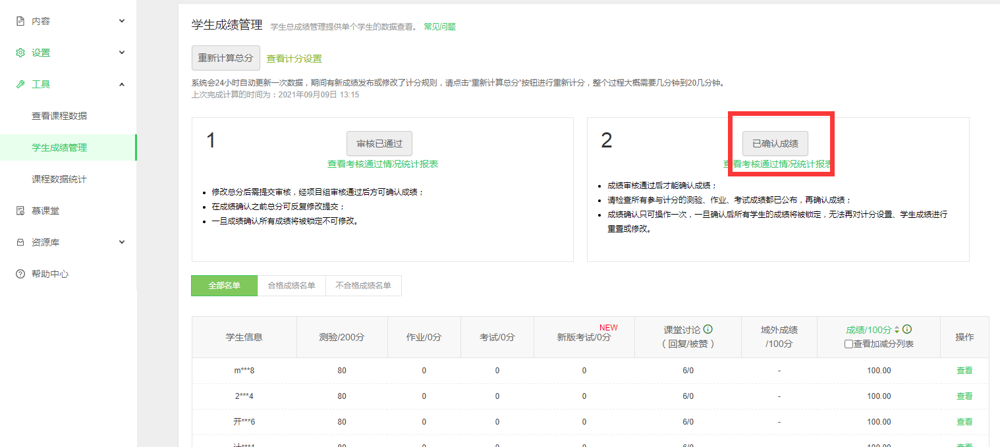 内容
设置
工具
查看课程数据
学生成绩管理
课程数据统计
慕课堂
资源库
帮助中心
学生成绩管理 学生总成绩管理提供单个学生的数据查看。 常见问题
重新计算总分 查看计分设置
系统会24小时自动更新一次数据，期间有新成绩发布或修改了计分规则，请点击“重新计算总分”按钮进行重新计分，整个过程大概需要几分钟到20几分钟。
上次完成计算的时间为：2021年09月09日 13:15
1
审核已通过
查看考核通过情况统计报表
修改总分后需提交审核，经项目组审核通过后方可确认成绩；
在成绩确认之前总分可反复修改提交；
一旦成绩确认所有成绩将被锁定不可修改。
2
已确认成绩
查看考核通过情况统计报表
成绩审核通过后才能确认成绩；
请检查所有参与计分的测验、作业、考试成绩都已公布，再确认成绩；
成绩确认只可操作一次，一旦确认后所有学生的成绩将被锁定，无法再对计分设置、学生成绩进行
重置或修改。
全部名单 合格成绩名单 不合格成绩名单
学生信息 测验/200分 作业/0分 考试/0分 新版考试/0分 NEW 课堂讨论 （回复/被赞） 域外成绩 /100分 成绩/100分 查看加减分列表 操作
m***8 80 0 0 0 6/0 - 100.00 查看
2***4 80 0 0 0 6/0 - 100.00 查看
开***6 80 0 0 0 6/0 - 100.00 查看
计***1 80 0 0 0 6/0 - 100.00 查看